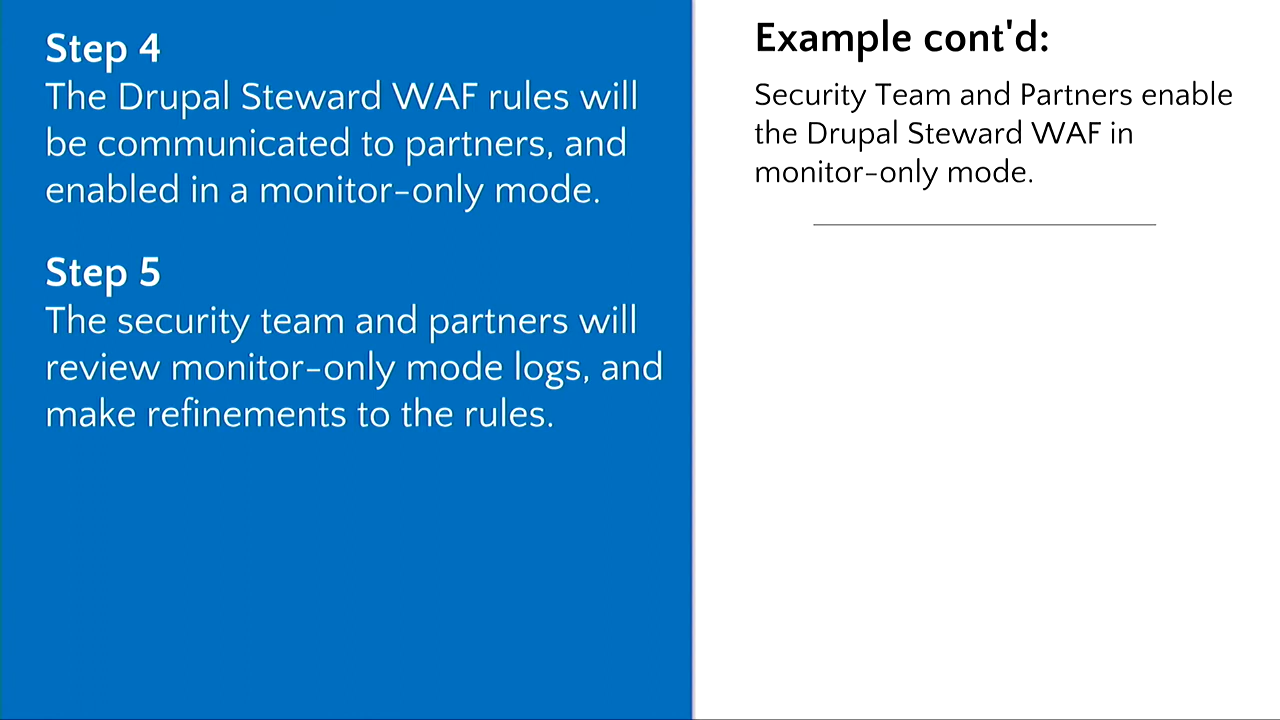 Step 4
The Drupal Steward WAF rules will
be communicated to partners, and
enabled in a monitor-only mode.
Step 5
The security team and partners will
review monitor-only mode logs, and
make refinements to the rules.
Example cont'd:
Security Team and Partners enable
the Drupal Steward WAF in
monitor-only mode.